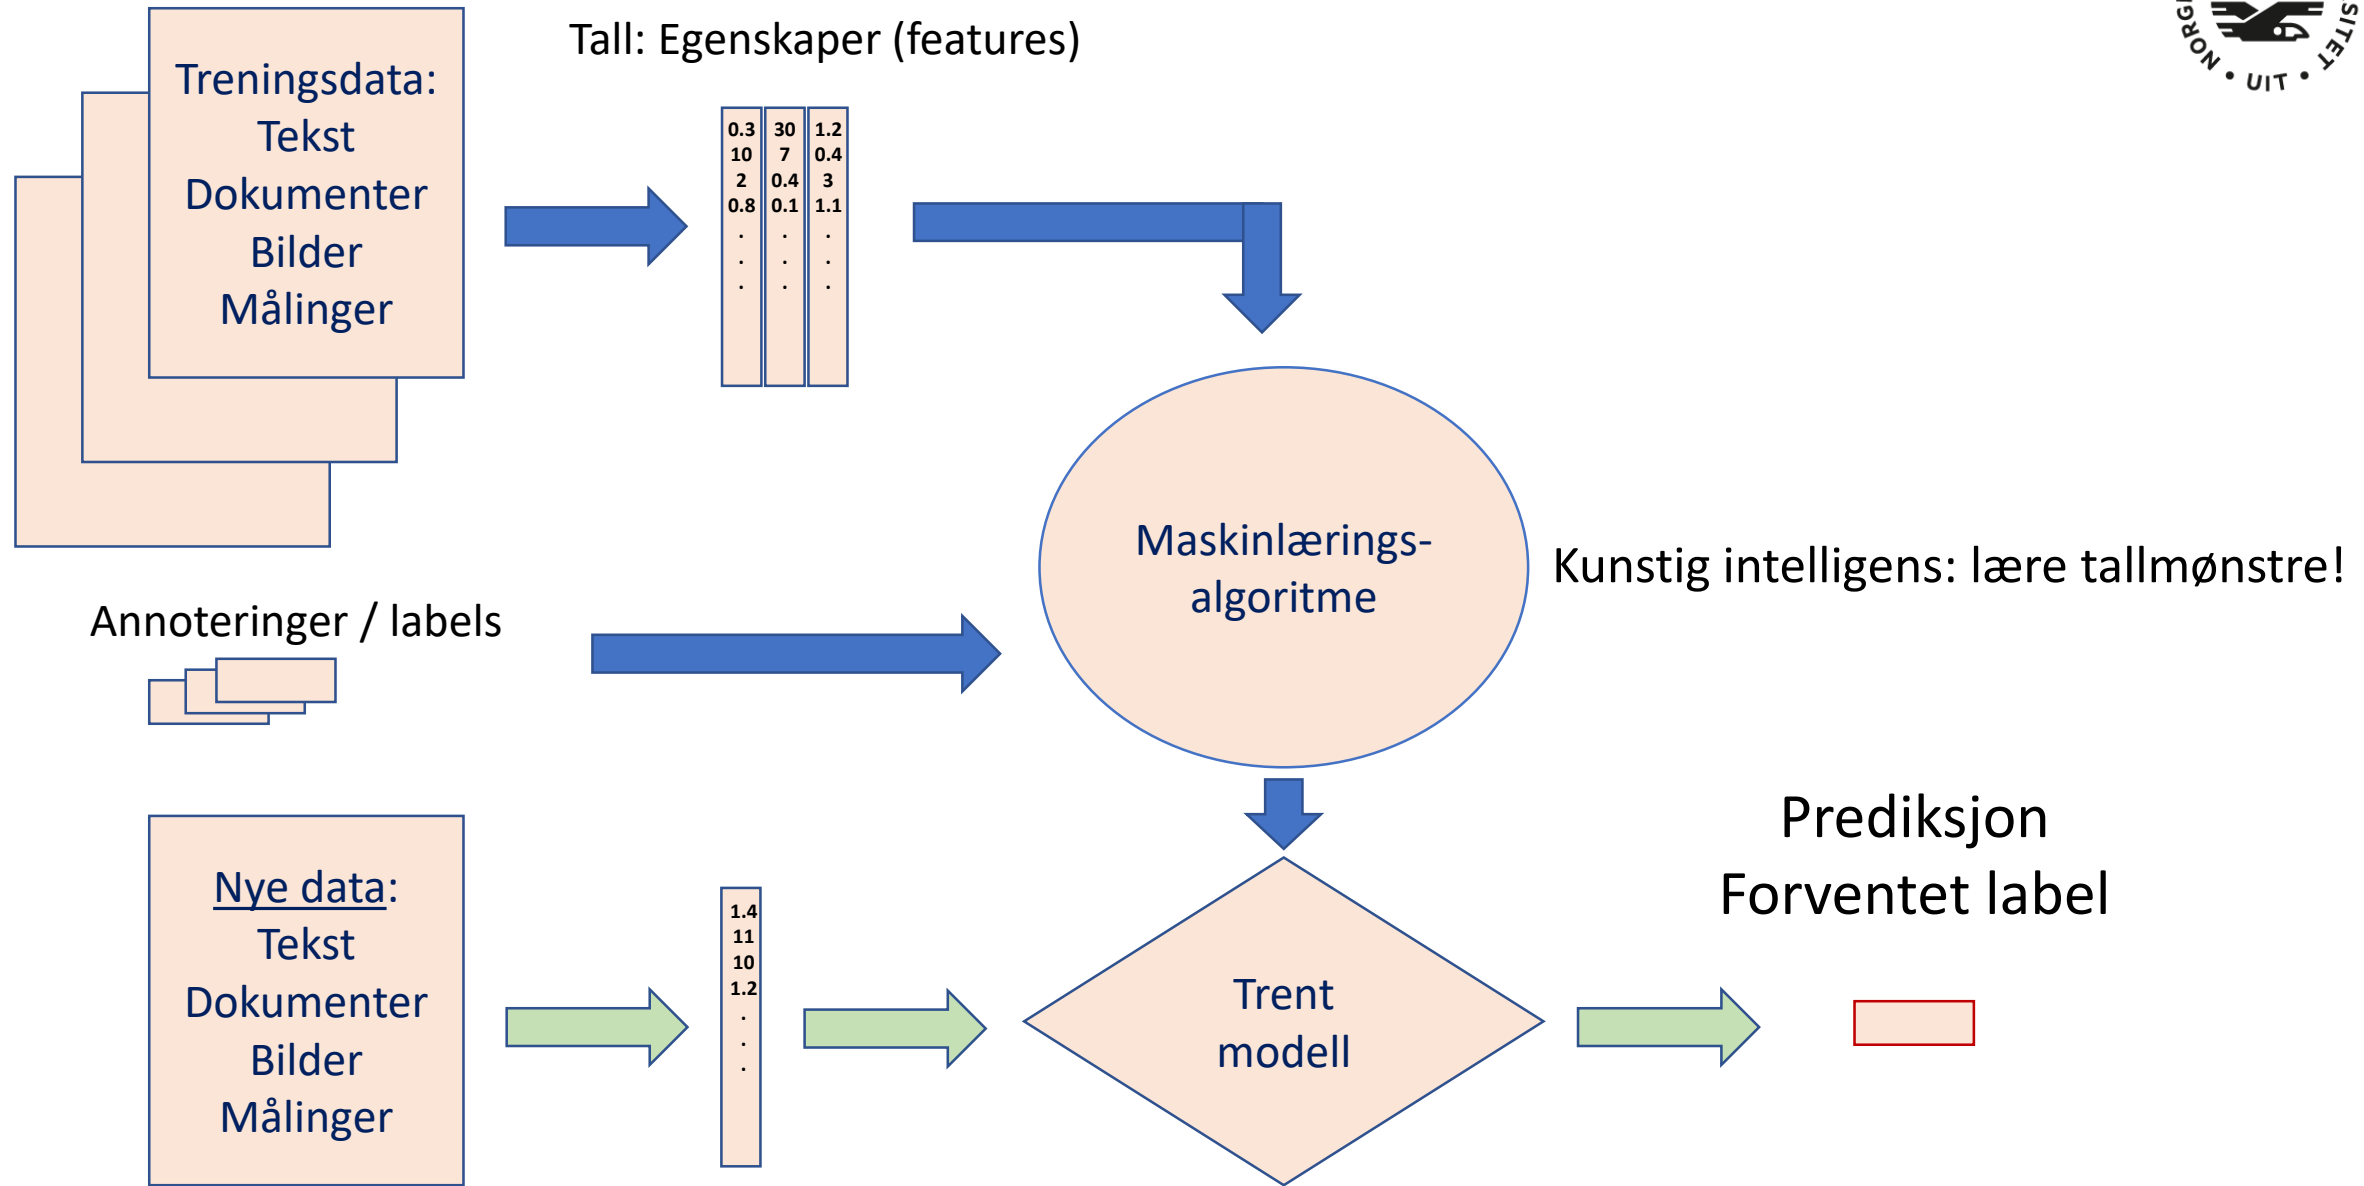 Tall: Egenskaper (features)
NORG
UIT
SITET
Treningsdata:
Tekst
Dokumenter
Bilder
Målinger
0.3 30 1.2
10 7 0.4
2 0.4 3
0.8 0.1 1.1
. . .
. . .
. . .
Maskinlærings-
algoritme
Kunstig intelligens: lære tallmønstre!
Annoteringer / labels
Prediksjon
Forventet label
Nye data:
Tekst
Dokumenter
Bilder
Målinger
1.4
11
10
1.2
.
.
.
Trent
modell